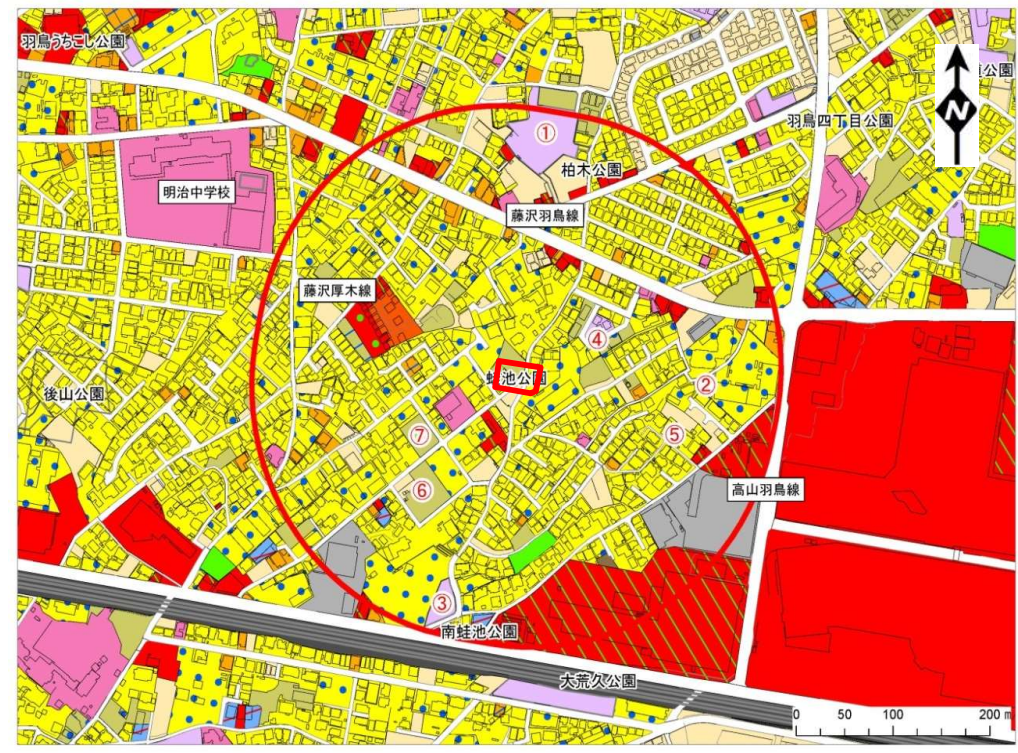 羽鳥うちこし公園
N
公園
①
羽鳥四丁目公園
柏木公園
明治中学校
藤沢羽鳥線
藤沢厚木線
④
池公園
②
後山公園
⑦
⑤
⑥
高山羽鳥線
③
南蛙池公園
大荒久公園
0 50 100 200 m